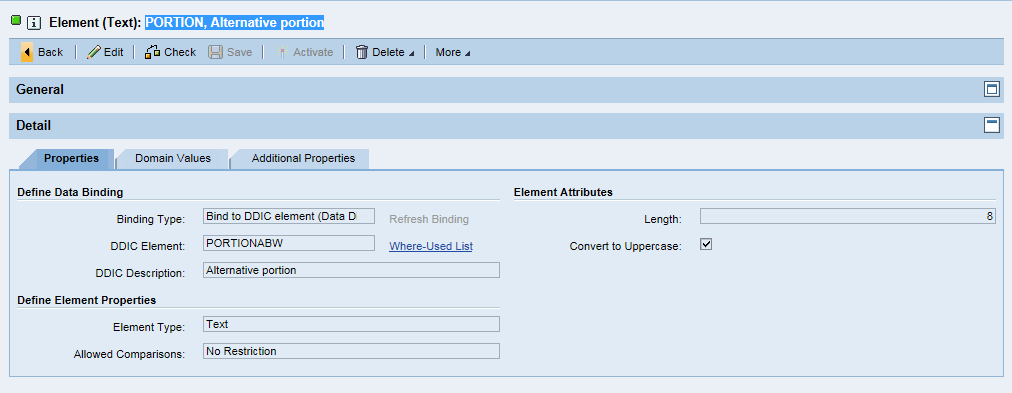 Element (Text): PORTION, Alternative portion
Back Edit Check Save Activate Delete More
General
Detail
Properties Domain Values Additional Properties
Define Data Binding Element Attributes
Binding Type: Bind to DDIC element (Data D Refresh Binding Length: 8
DDIC Element: PORTIONABW Where-Used List Convert to Uppercase:
DDIC Description: Alternative portion
Define Element Properties
Element Type: Text
Allowed Comparisons: No Restriction